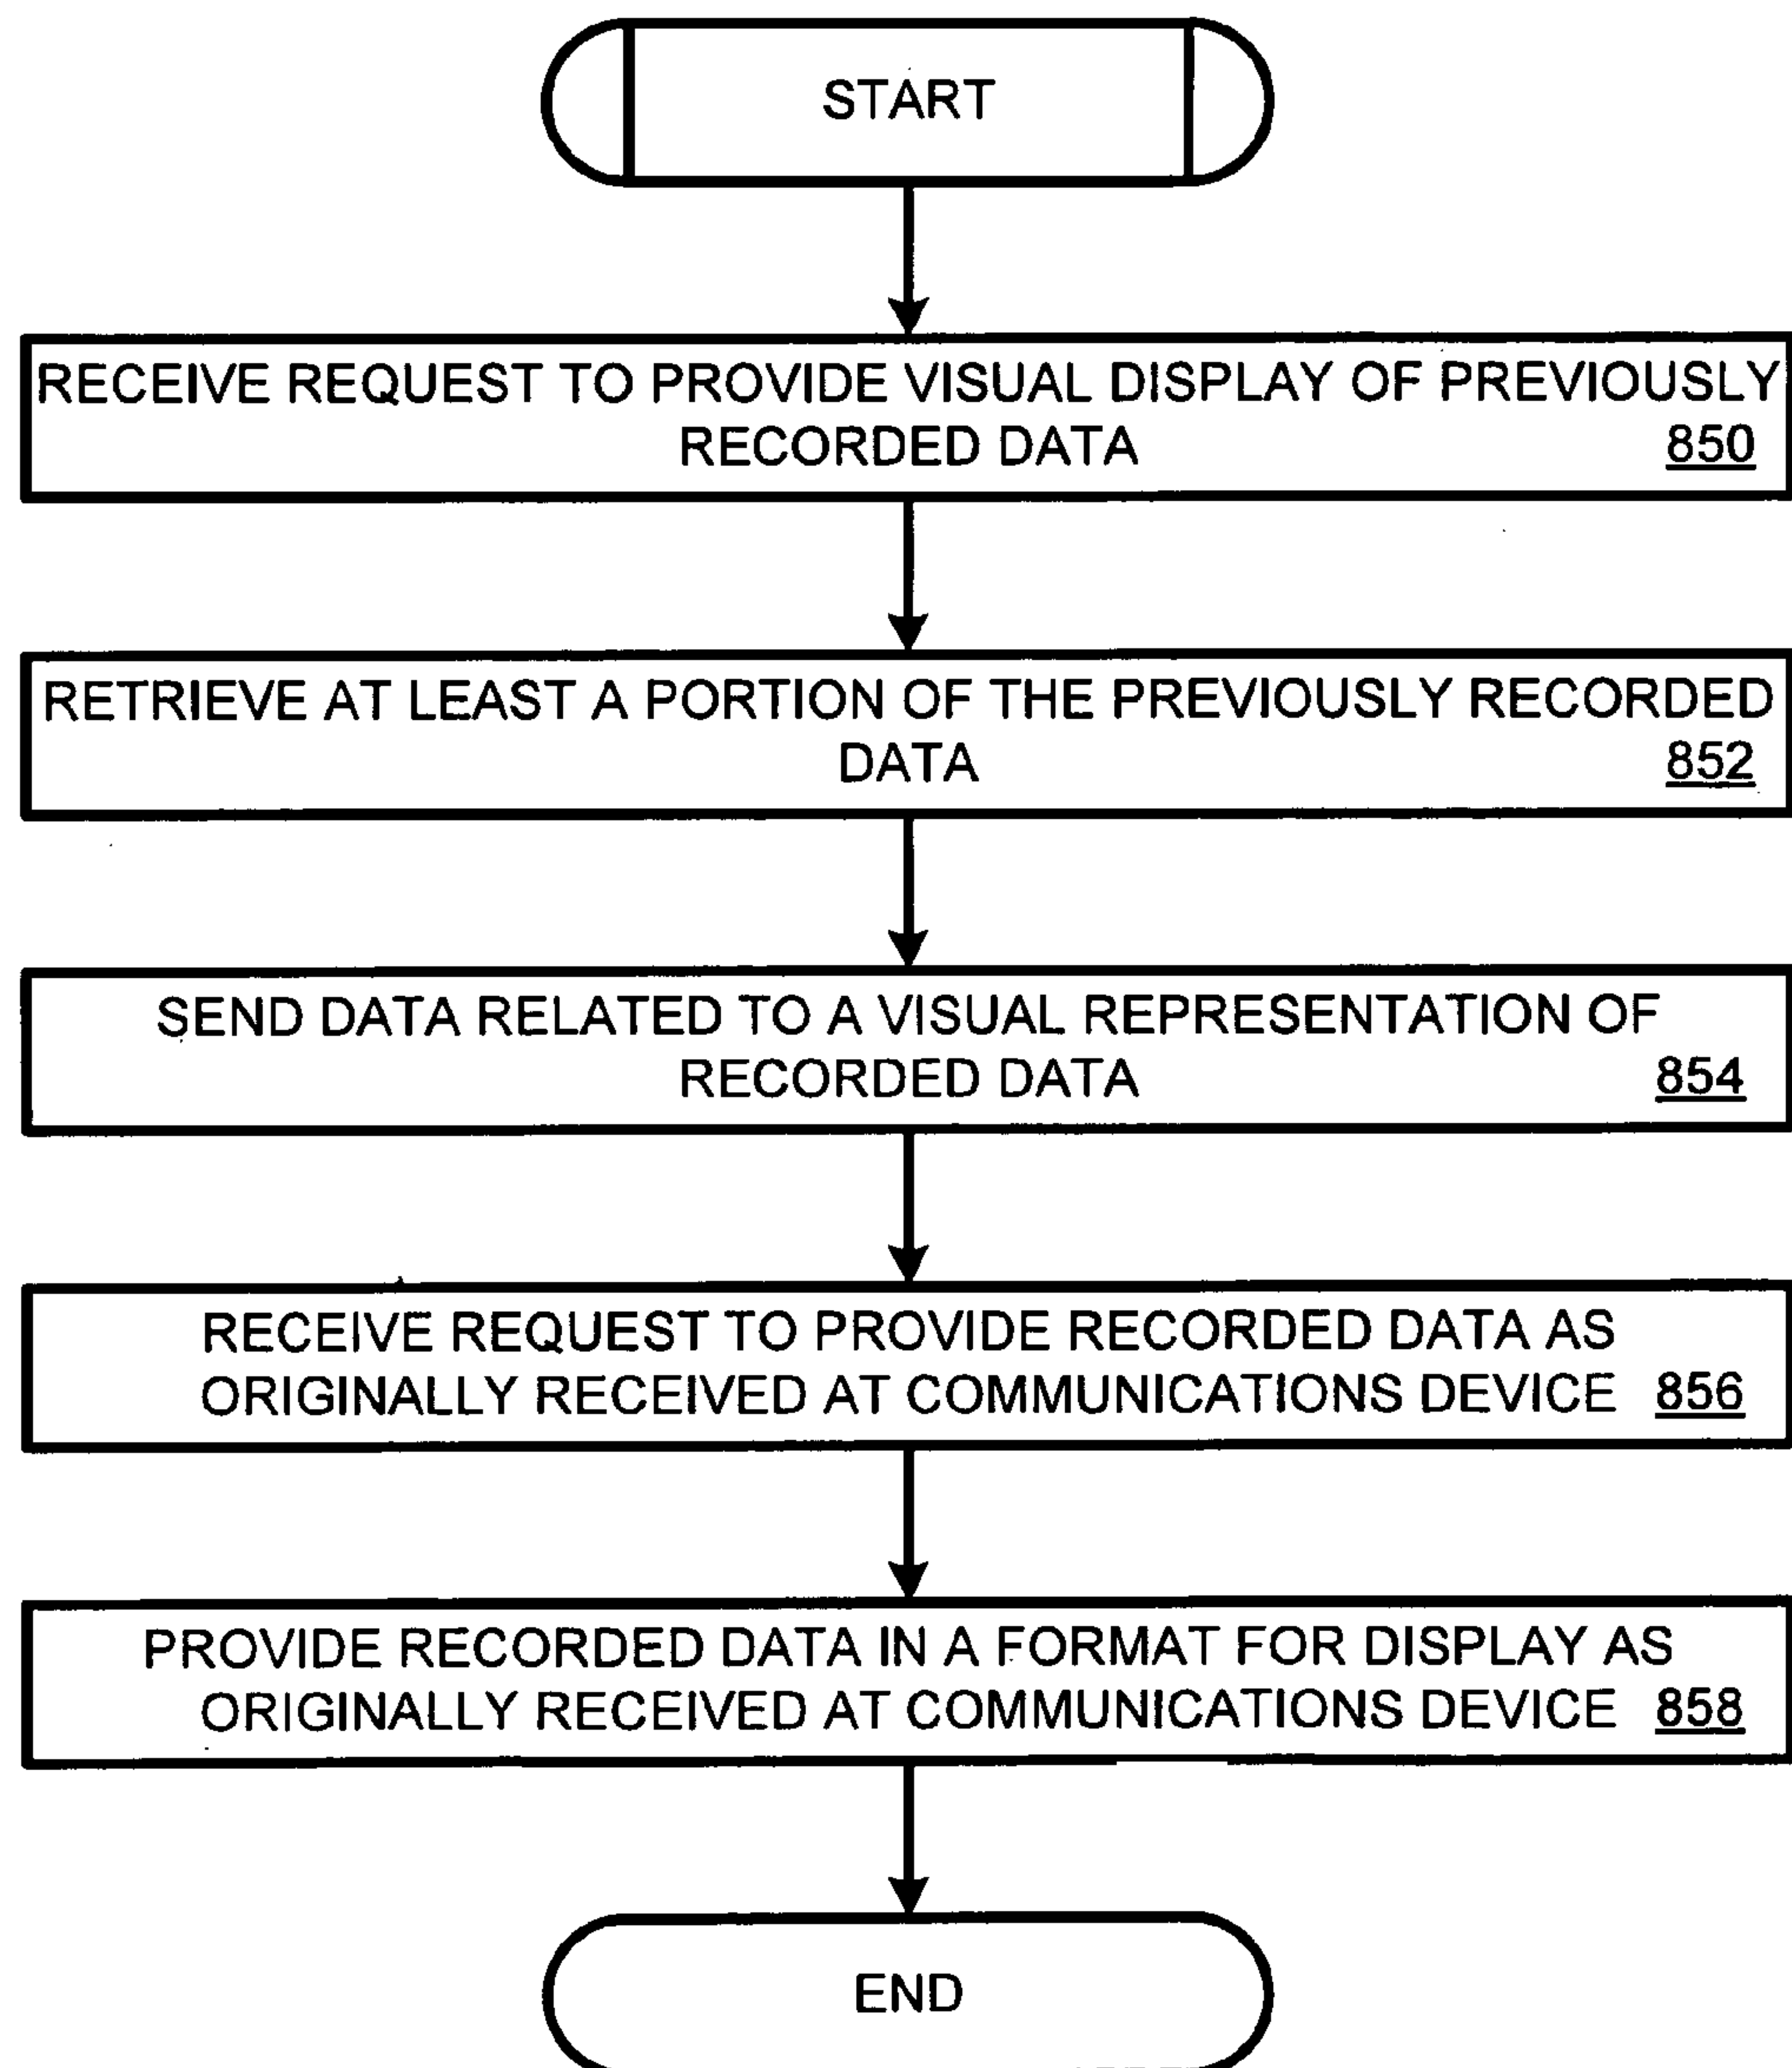 START
RECEIVE REQUEST TO PROVIDE VISUAL DISPLAY OF PREVIOUSLY
RECORDED DATA 850
RETRIEVE AT LEAST A PORTION OF THE PREVIOUSLY RECORDED
DATA 852
SEND DATA RELATED TO A VISUAL REPRESENTATION OF
RECORDED DATA 854
RECEIVE REQUEST TO PROVIDE RECORDED DATA AS
ORIGINALLY RECEIVED AT COMMUNICATIONS DEVICE 856
PROVIDE RECORDED DATA IN A FORMAT FOR DISPLAY AS
ORIGINALLY RECEIVED AT COMMUNICATIONS DEVICE 858
END